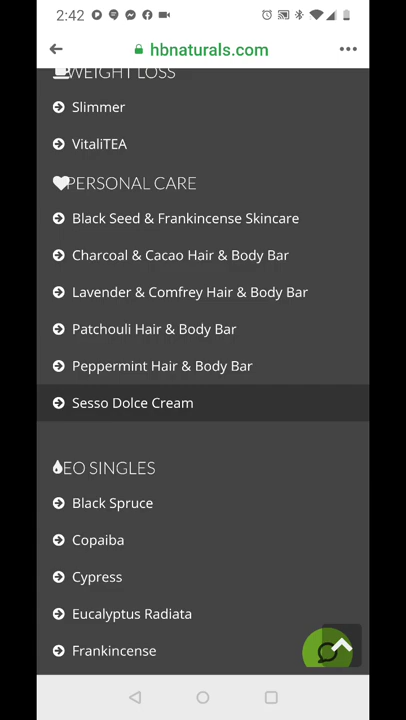 2:42
hbnaturals.com
WEIGHT LOSS
Slimmer
VitaliTEA
PERSONAL CARE
Black Seed & Frankincense Skincare
Charcoal & Cacao Hair & Body Bar
Lavender & Comfrey Hair & Body Bar
Patchouli Hair & Body Bar
Peppermint Hair & Body Bar
Sesso Dolce Cream
EO SINGLES
Black Spruce
Copaiba
Cypress
Eucalyptus Radiata
Frankincense